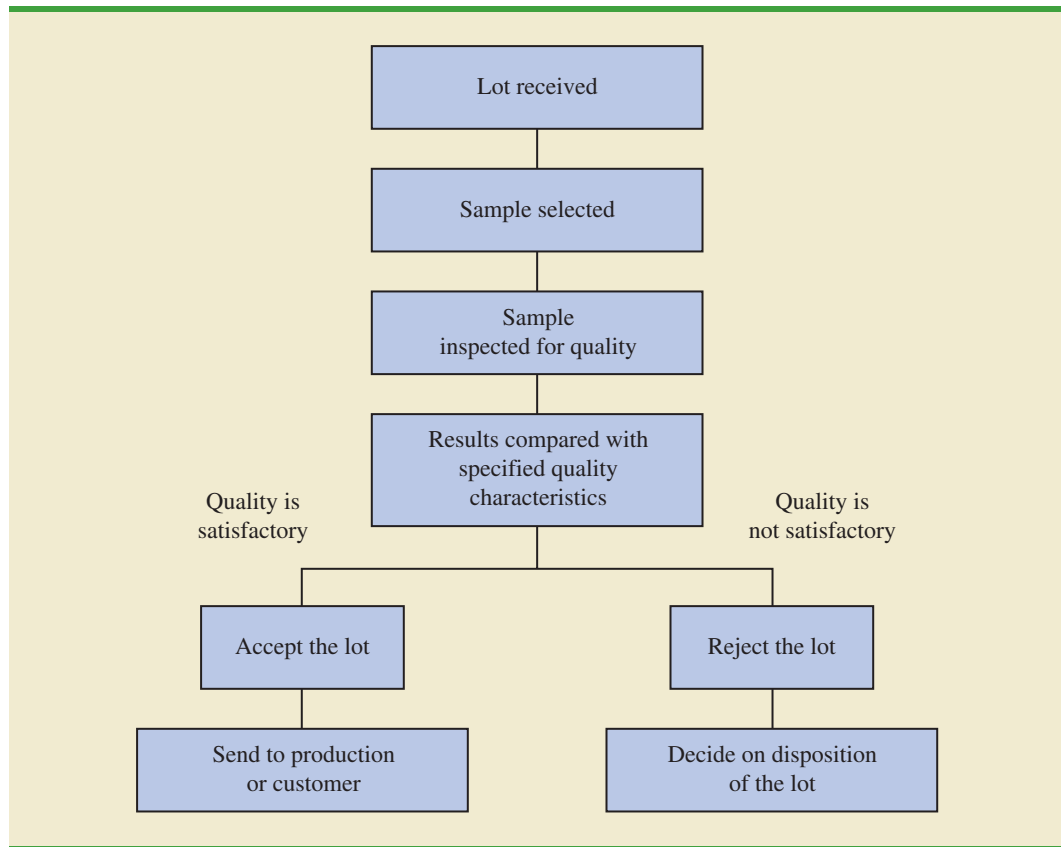 Lot received
Sample selected
Sample
inspected for quality
Results compared with
specified quality
characteristics
Quality is
satisfactory
Quality is
not satisfactory
Accept the lot
Reject the lot
Send to production
or customer
Decide on disposition
of the lot